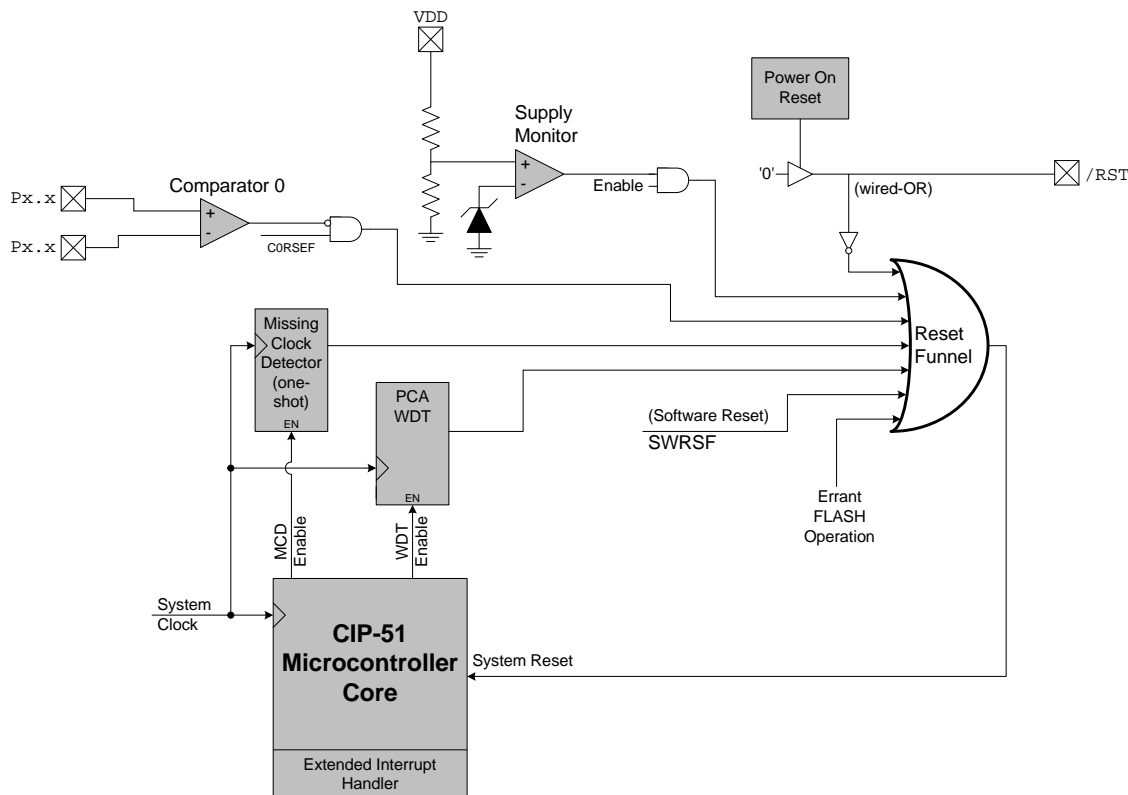 VDD
Power On
Reset
Supply
Monitor
+
-
Enable
'0'
(wired-OR)
/RST
Comparator 0
Px.x
Px.x
+
-
C0RSEF
Missing
Clock
Detector
(one-
shot)
EN
PCA
WDT
EN
Reset
Funnel
(Software Reset)
SWRSF
Errant
FLASH
Operation
MCD
Enable
WDT
Enable
System
Clock
CIP-51
Microcontroller
Core
System Reset
Extended Interrupt
Handler